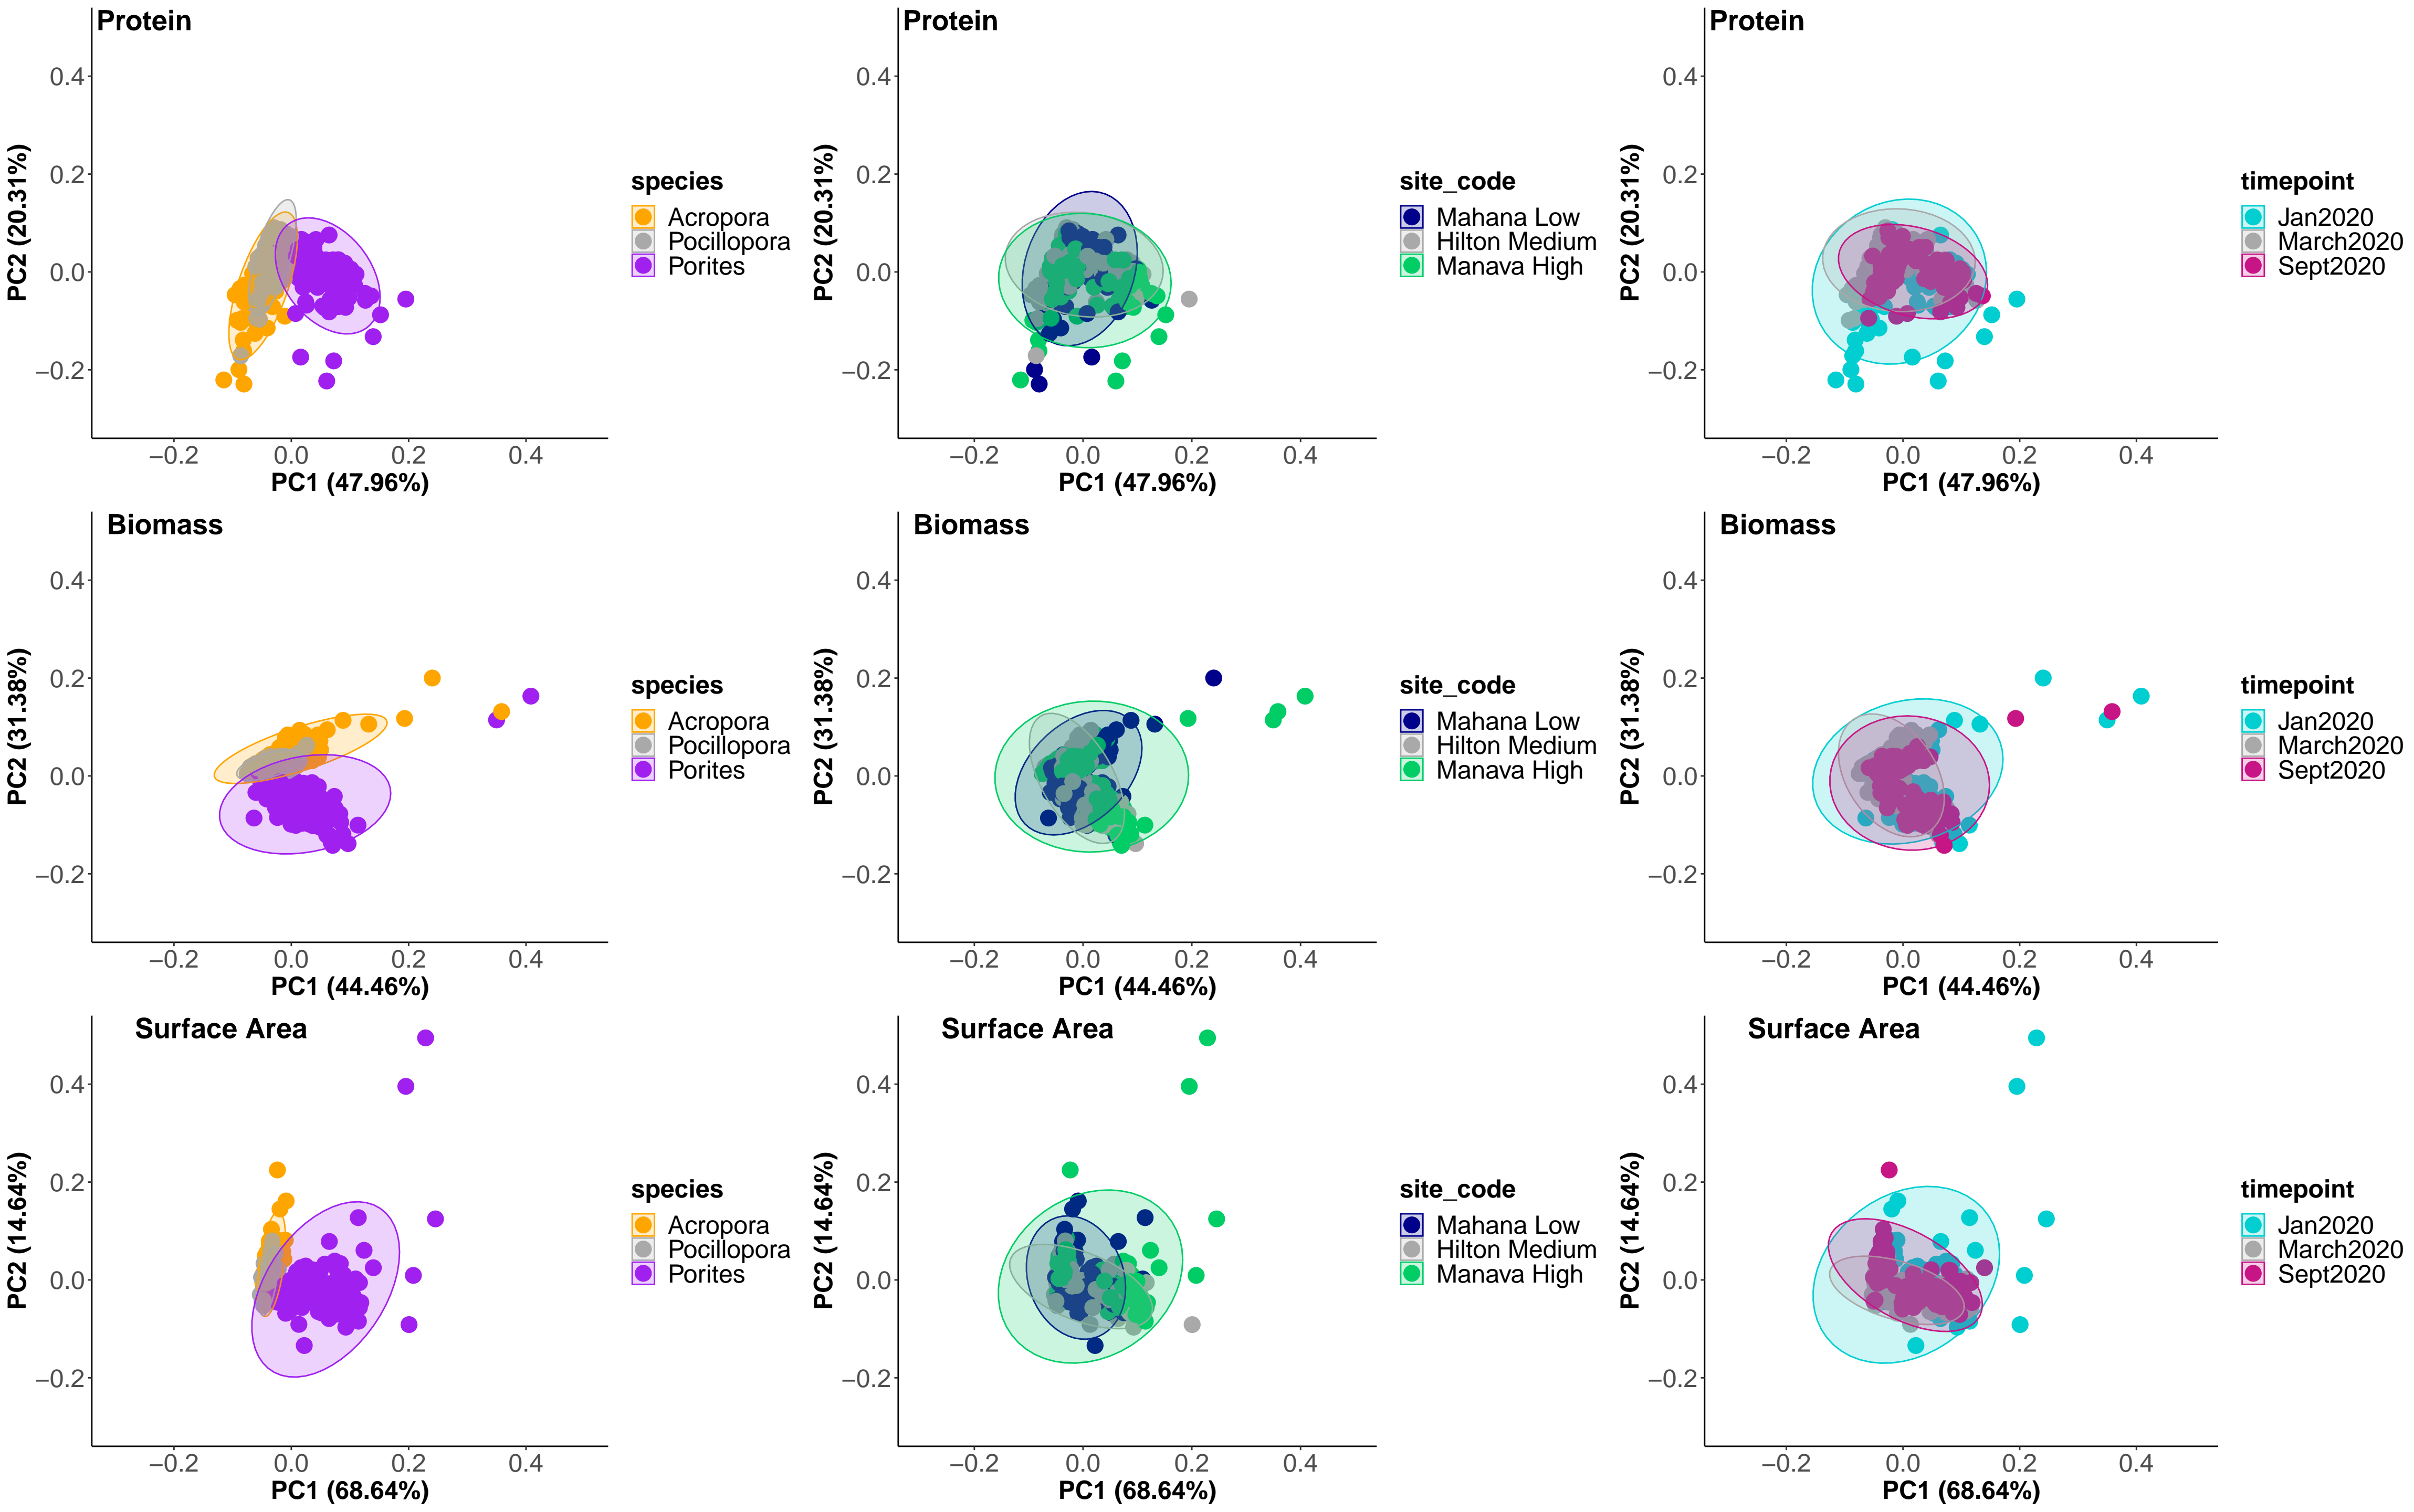 Protein
0.4
0.2
0.0
−0.2
−0.2 0.0 0.2 0.4
PC1 (47.96%)
PC2 (20.31%)
species
Acropora
Pocillopora
Porites
Protein
0.4
0.2
0.0
−0.2
−0.2 0.0 0.2 0.4
PC1 (47.96%)
PC2 (20.31%)
site_code
Mahana Low
Hilton Medium
Manava High
Protein
0.4
0.2
0.0
−0.2
−0.2 0.0 0.2 0.4
PC1 (47.96%)
PC2 (20.31%)
timepoint
Jan2020
March2020
Sept2020
Biomass
0.4
0.2
0.0
−0.2
−0.2 0.0 0.2 0.4
PC1 (44.46%)
PC2 (31.38%)
species
Acropora
Pocillopora
Porites
Biomass
0.4
0.2
0.0
−0.2
−0.2 0.0 0.2 0.4
PC1 (44.46%)
PC2 (31.38%)
site_code
Mahana Low
Hilton Medium
Manava High
Biomass
0.4
0.2
0.0
−0.2
−0.2 0.0 0.2 0.4
PC1 (44.46%)
PC2 (31.38%)
timepoint
Jan2020
March2020
Sept2020
Surface Area
0.4
0.2
0.0
−0.2
−0.2 0.0 0.2 0.4
PC1 (68.64%)
PC2 (14.64%)
species
Acropora
Pocillopora
Porites
Surface Area
0.4
0.2
0.0
−0.2
−0.2 0.0 0.2 0.4
PC1 (68.64%)
PC2 (14.64%)
site_code
Mahana Low
Hilton Medium
Manava High
Surface Area
0.4
0.2
0.0
−0.2
−0.2 0.0 0.2 0.4
PC1 (68.64%)
PC2 (14.64%)
timepoint
Jan2020
March2020
Sept2020